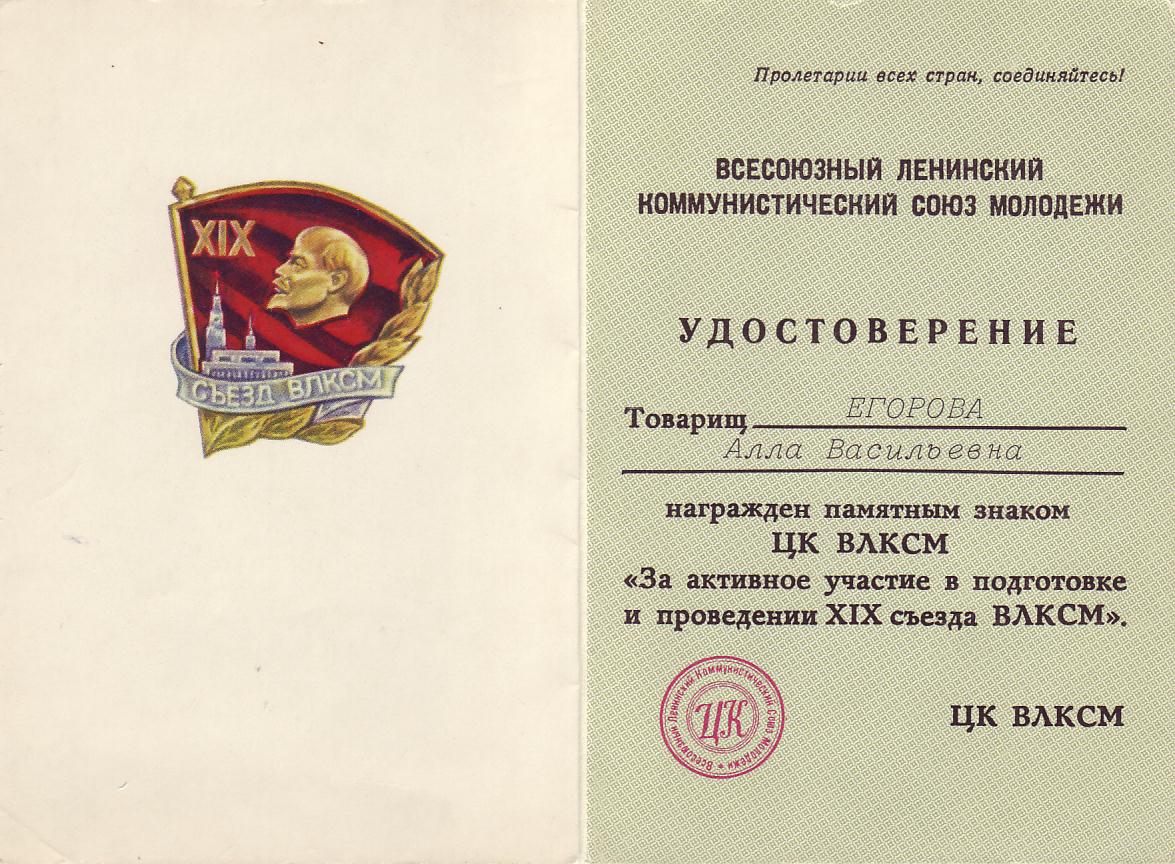 XIX
СЪЕЗД ВЛКСМ
Пролетарии всех стран, соединяйтесь!
ВСЕСОЮЗНЫЙ ЛЕНИНСКИЙ
КОММУНИСТИЧЕСКИЙ СОЮЗ МОЛОДЕЖИ
УДОСТОВЕРЕНИЕ
Товарищ ЕГОРОВА
Алла Васильевна
награжден памятным знаком
ЦК ВЛКСМ
«За активное участие в подготовке
и проведении XIX съезда ВЛКСМ».
Всесоюзный Ленинский Коммунистический Союз Молодежи
ЦК
ЦК ВЛКСМ